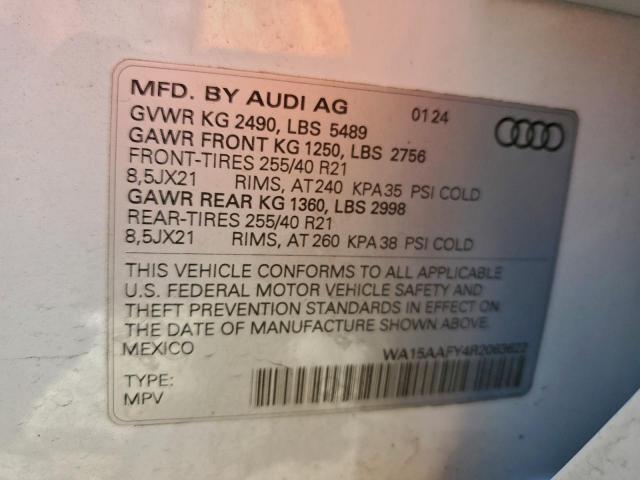 MFD. BY AUDI AG 01 24
GVWR KG 2490, LBS 5489
GAWR FRONT KG 1250, LBS 2756
FRONT-TIRES 255/40 R21
8,5JX21 RIMS, AT 240 KPA 35 PSI COLD
GAWR REAR KG 1360, LBS 2998
REAR-TIRES 255/40 R21
8,5JX21 RIMS, AT 260 KPA 38 PSI COLD
THIS VEHICLE CONFORMS TO ALL APPLICABLE
U.S. FEDERAL MOTOR VEHICLE SAFETY AND
THEFT PREVENTION STANDARDS IN EFFECT ON
THE DATE OF MANUFACTURE SHOWN ABOVE.
MEXICO WA15AAFY4R2063622
TYPE:
MPV